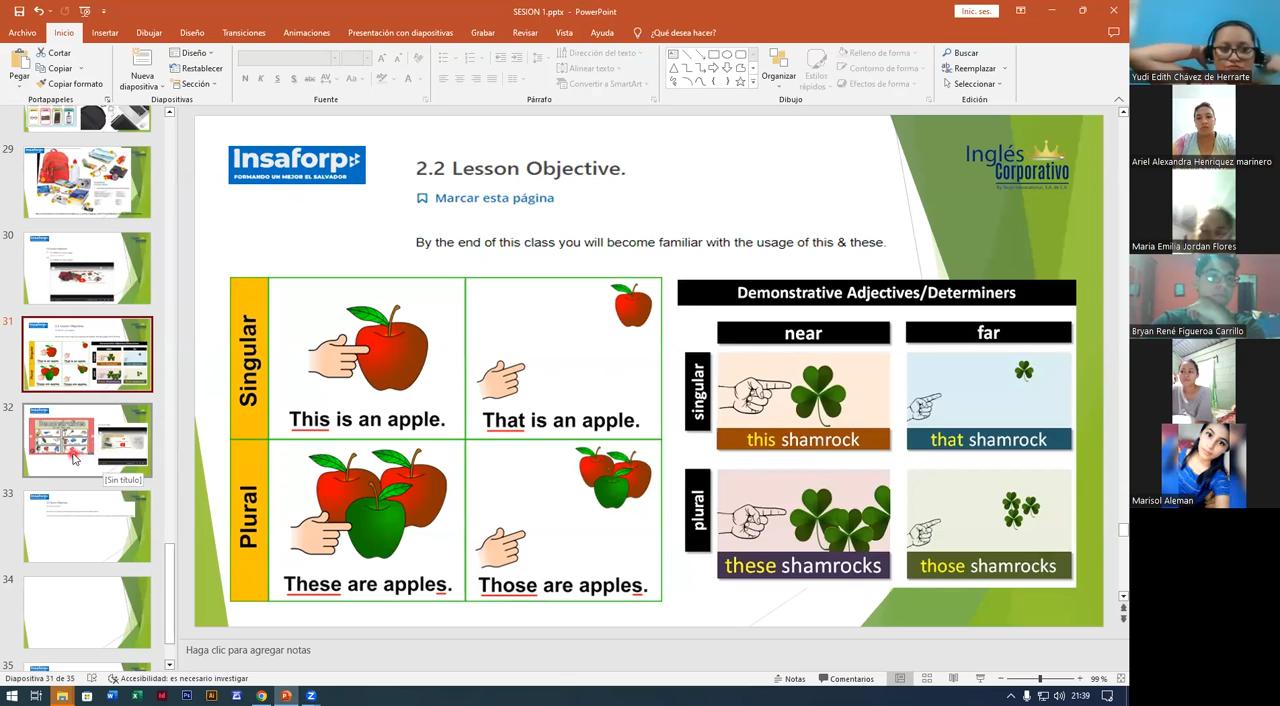 SESION 1.pptx - PowerPoint
Inic. ses.
Archivo
Inicio
Insertar
Dibujar
Diseño
Transiciones
Animaciones
Presentación con diapositivas
Grabar
Revisar
Vista
Ayuda
¿Qué desea hacer?
Pegar
Cortar
Copiar
Copiar formato
Portapapeles
Nueva diapositiva
Diseño
Restablecer
Sección
Diapositivas
N K S S abc AV Aa A
Fuente
Dirección del texto
Alinear texto
Convertir a SmartArt
Párrafo
Organizar
Estilos rápidos
Relleno de forma
Contorno de forma
Efectos de forma
Dibujo
Buscar
Reemplazar
Seleccionar
Edición
29
30
31
32
[Sin título]
33
34
35
Insaforp
FORMANDO UN MEJOR EL SALVADOR
2.2 Lesson Objective.
Marcar esta página
Inglés
Corporativo
By the end of this class you will become familiar with the usage of this & these.
Singular
This is an apple.
That is an apple.
Plural
These are apples.
Those are apples.
Demonstrative Adjectives/Determiners
near
far
singular
this shamrock
that shamrock
plural
these shamrocks
those shamrocks
Yudi Edith Chávez de Herrarte
Ariel Alexandra Henriquez marinero
Maria Emilia Jordan Flores
Bryan René Figueroa Carrillo
Marisol Aleman
Haga clic para agregar notas
Diapositiva 31 de 35
Accesibilidad: es necesario investigar
Notas
Comentarios
99 %
21:39